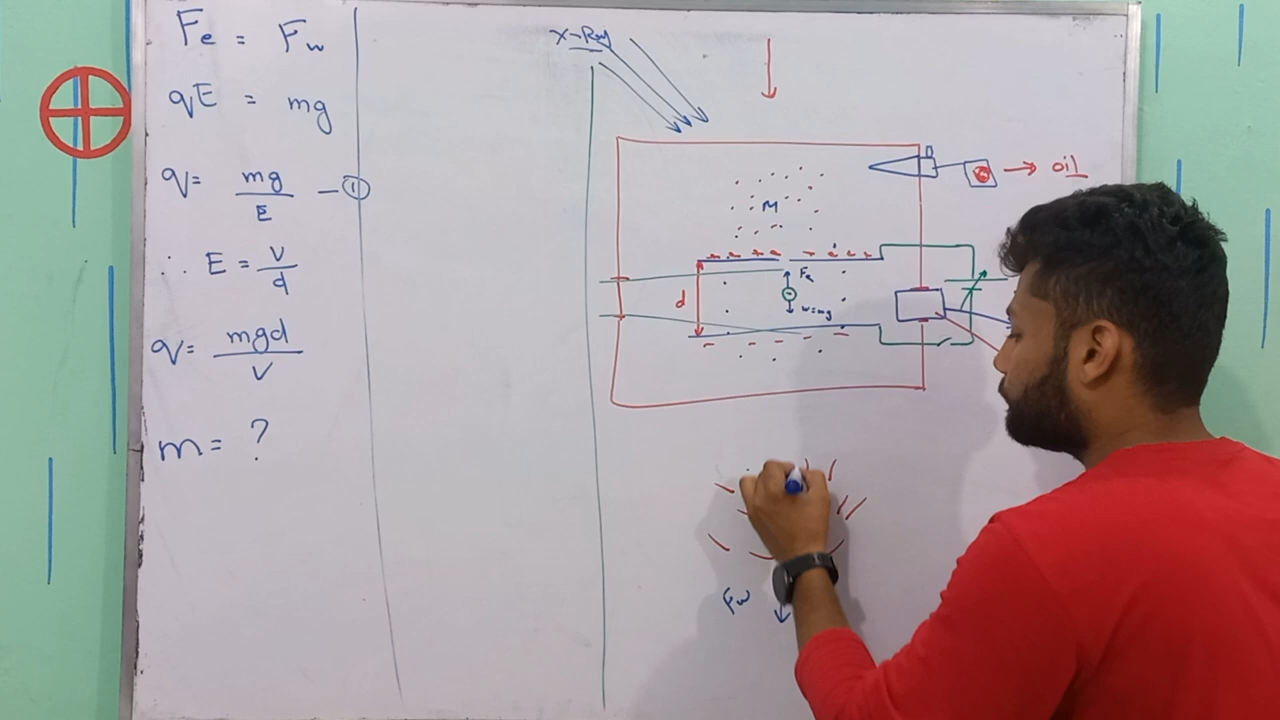 Fe = Fw
qE = mg
q = mg/E — ①
∴ E = v/d
q = mgd/v
m = ?
X-Ray
→ oil
M
+ + + + + + + +
d
Fe
-
w=mg
- - - - - -
Fw